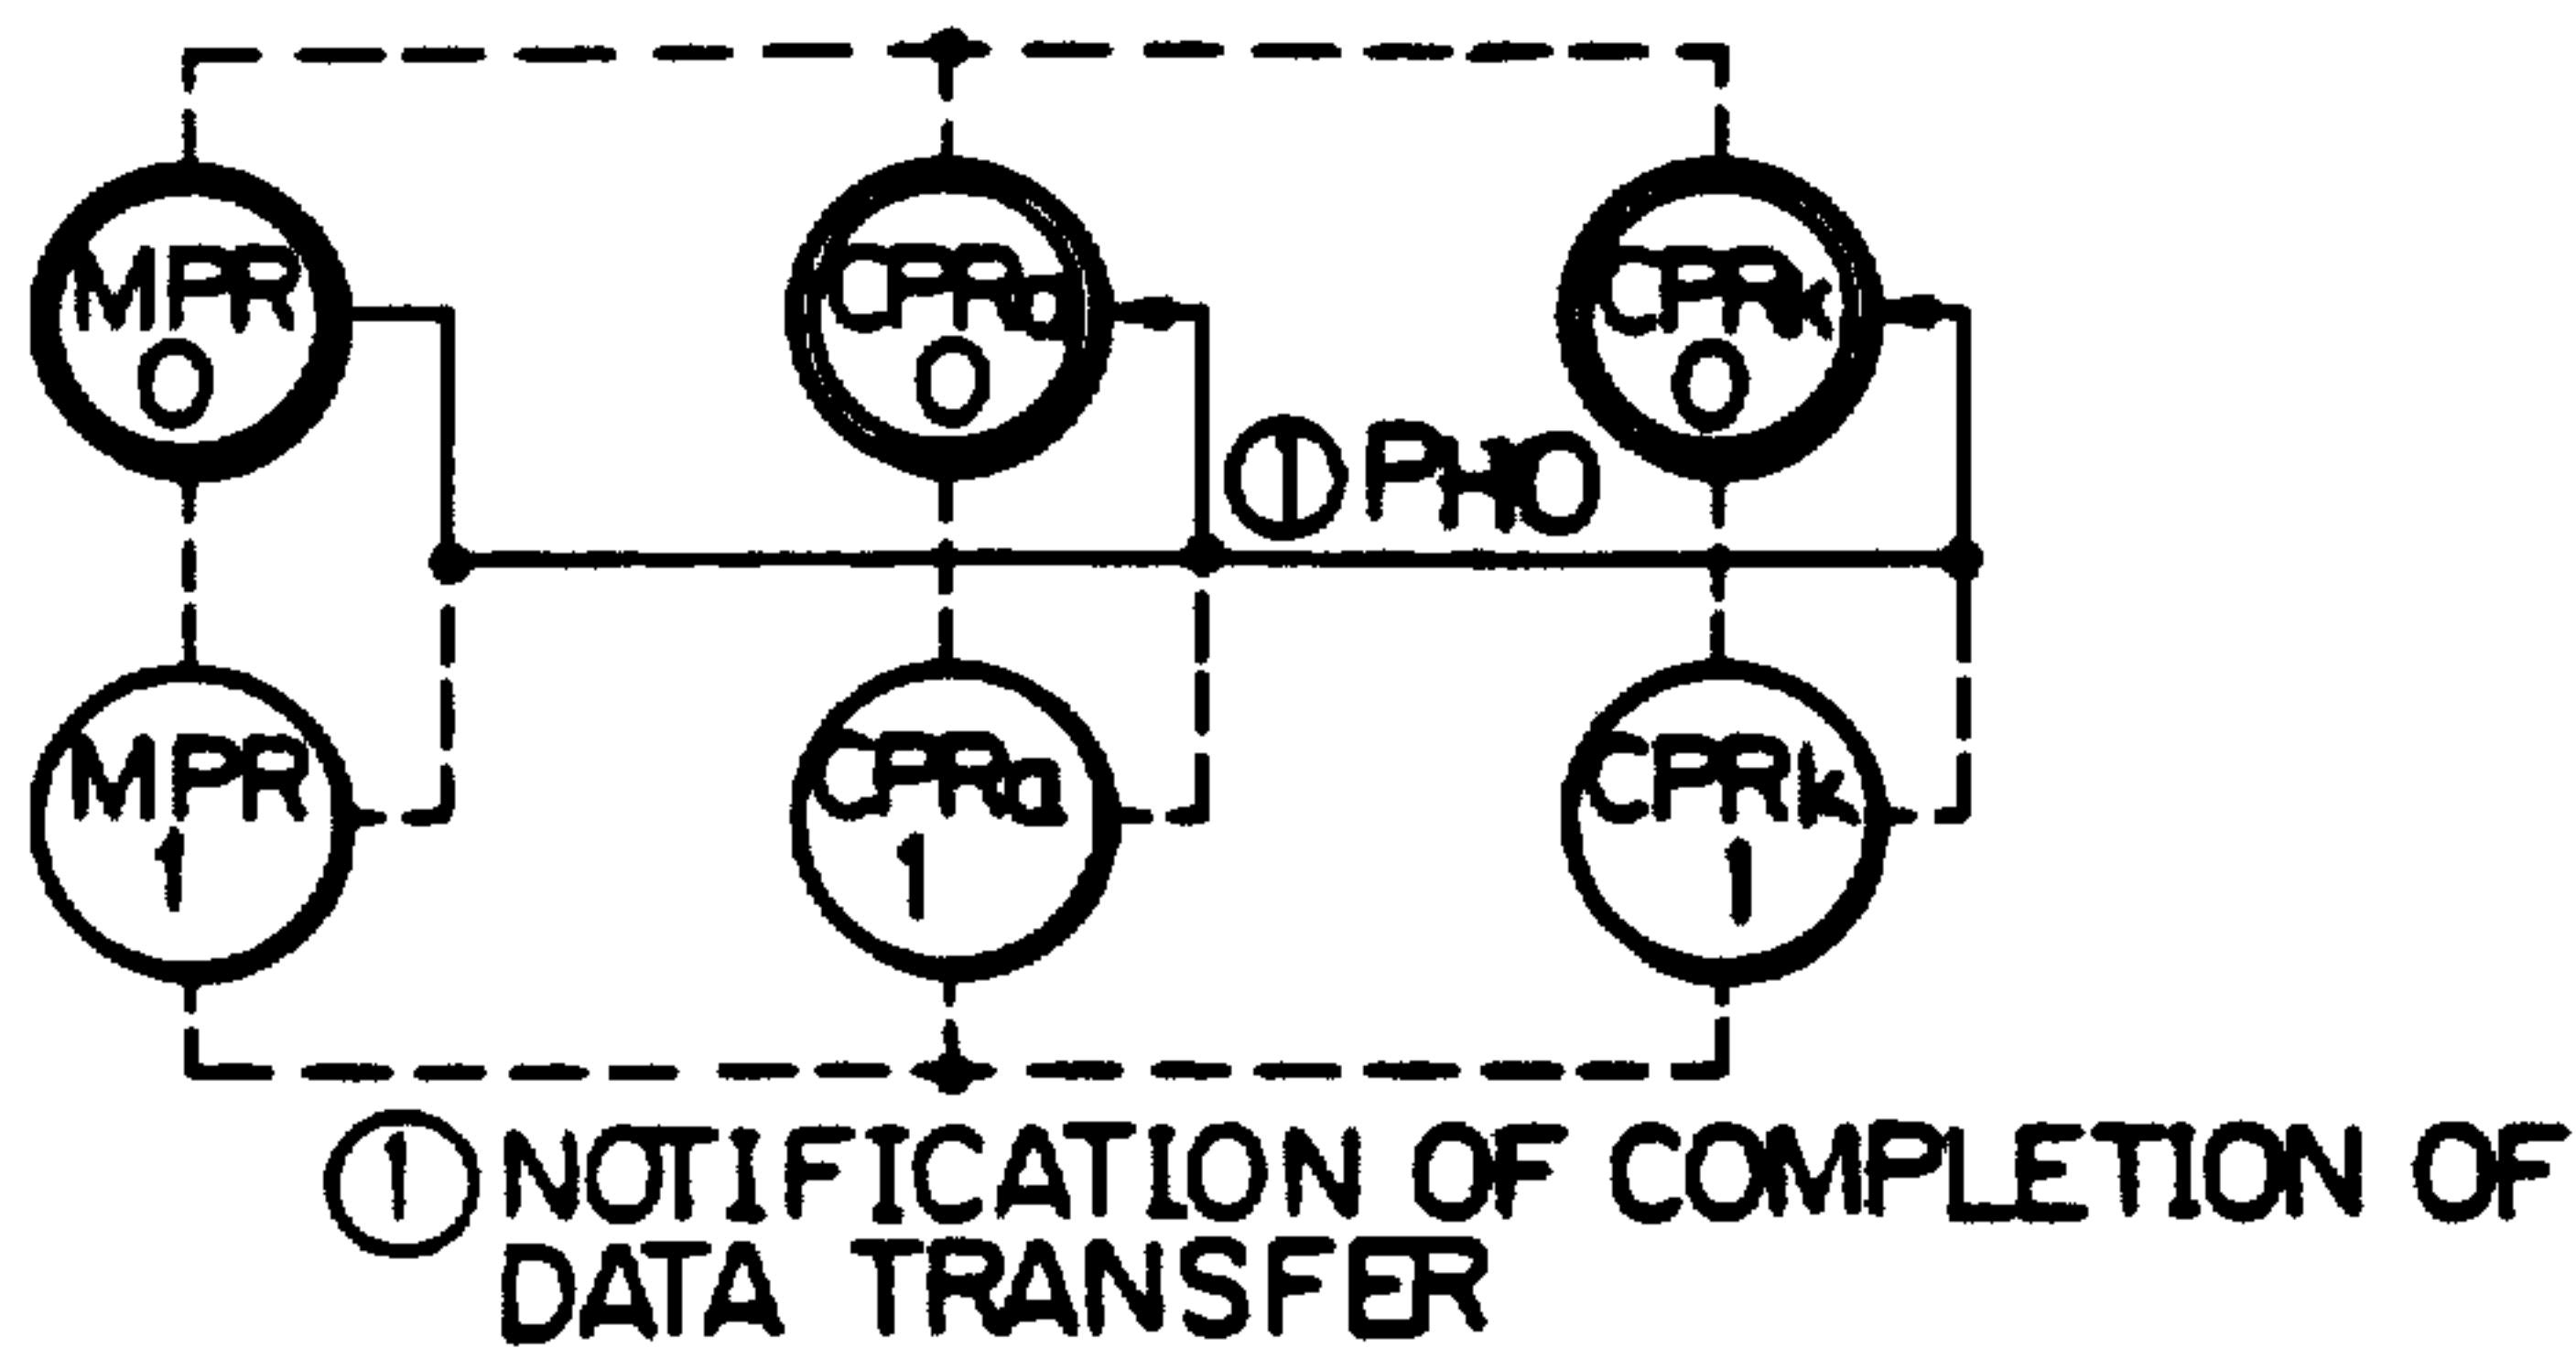 MPR CPRa CPRk
0 0 0
① PHO
MPR CPRa CPRk
1 1 1
① NOTIFICATION OF COMPLETION OF
DATA TRANSFER